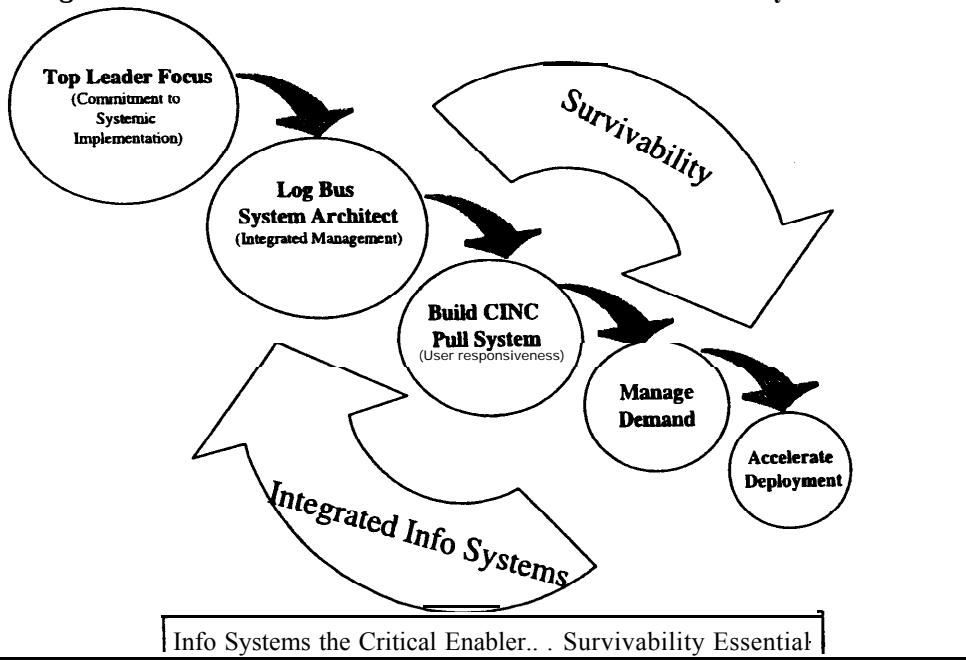 Top Leader Focus
(Commitment to
Systemic
Implementation)
Survivability
Log Bus
System Architect
(Integrated Management)
Build CINC
Pull System
(User responsiveness)
Manage
Demand
Accelerate
Deployment
Integrated Info Systems
Info Systems the Critical Enabler.. . Survivability Essential